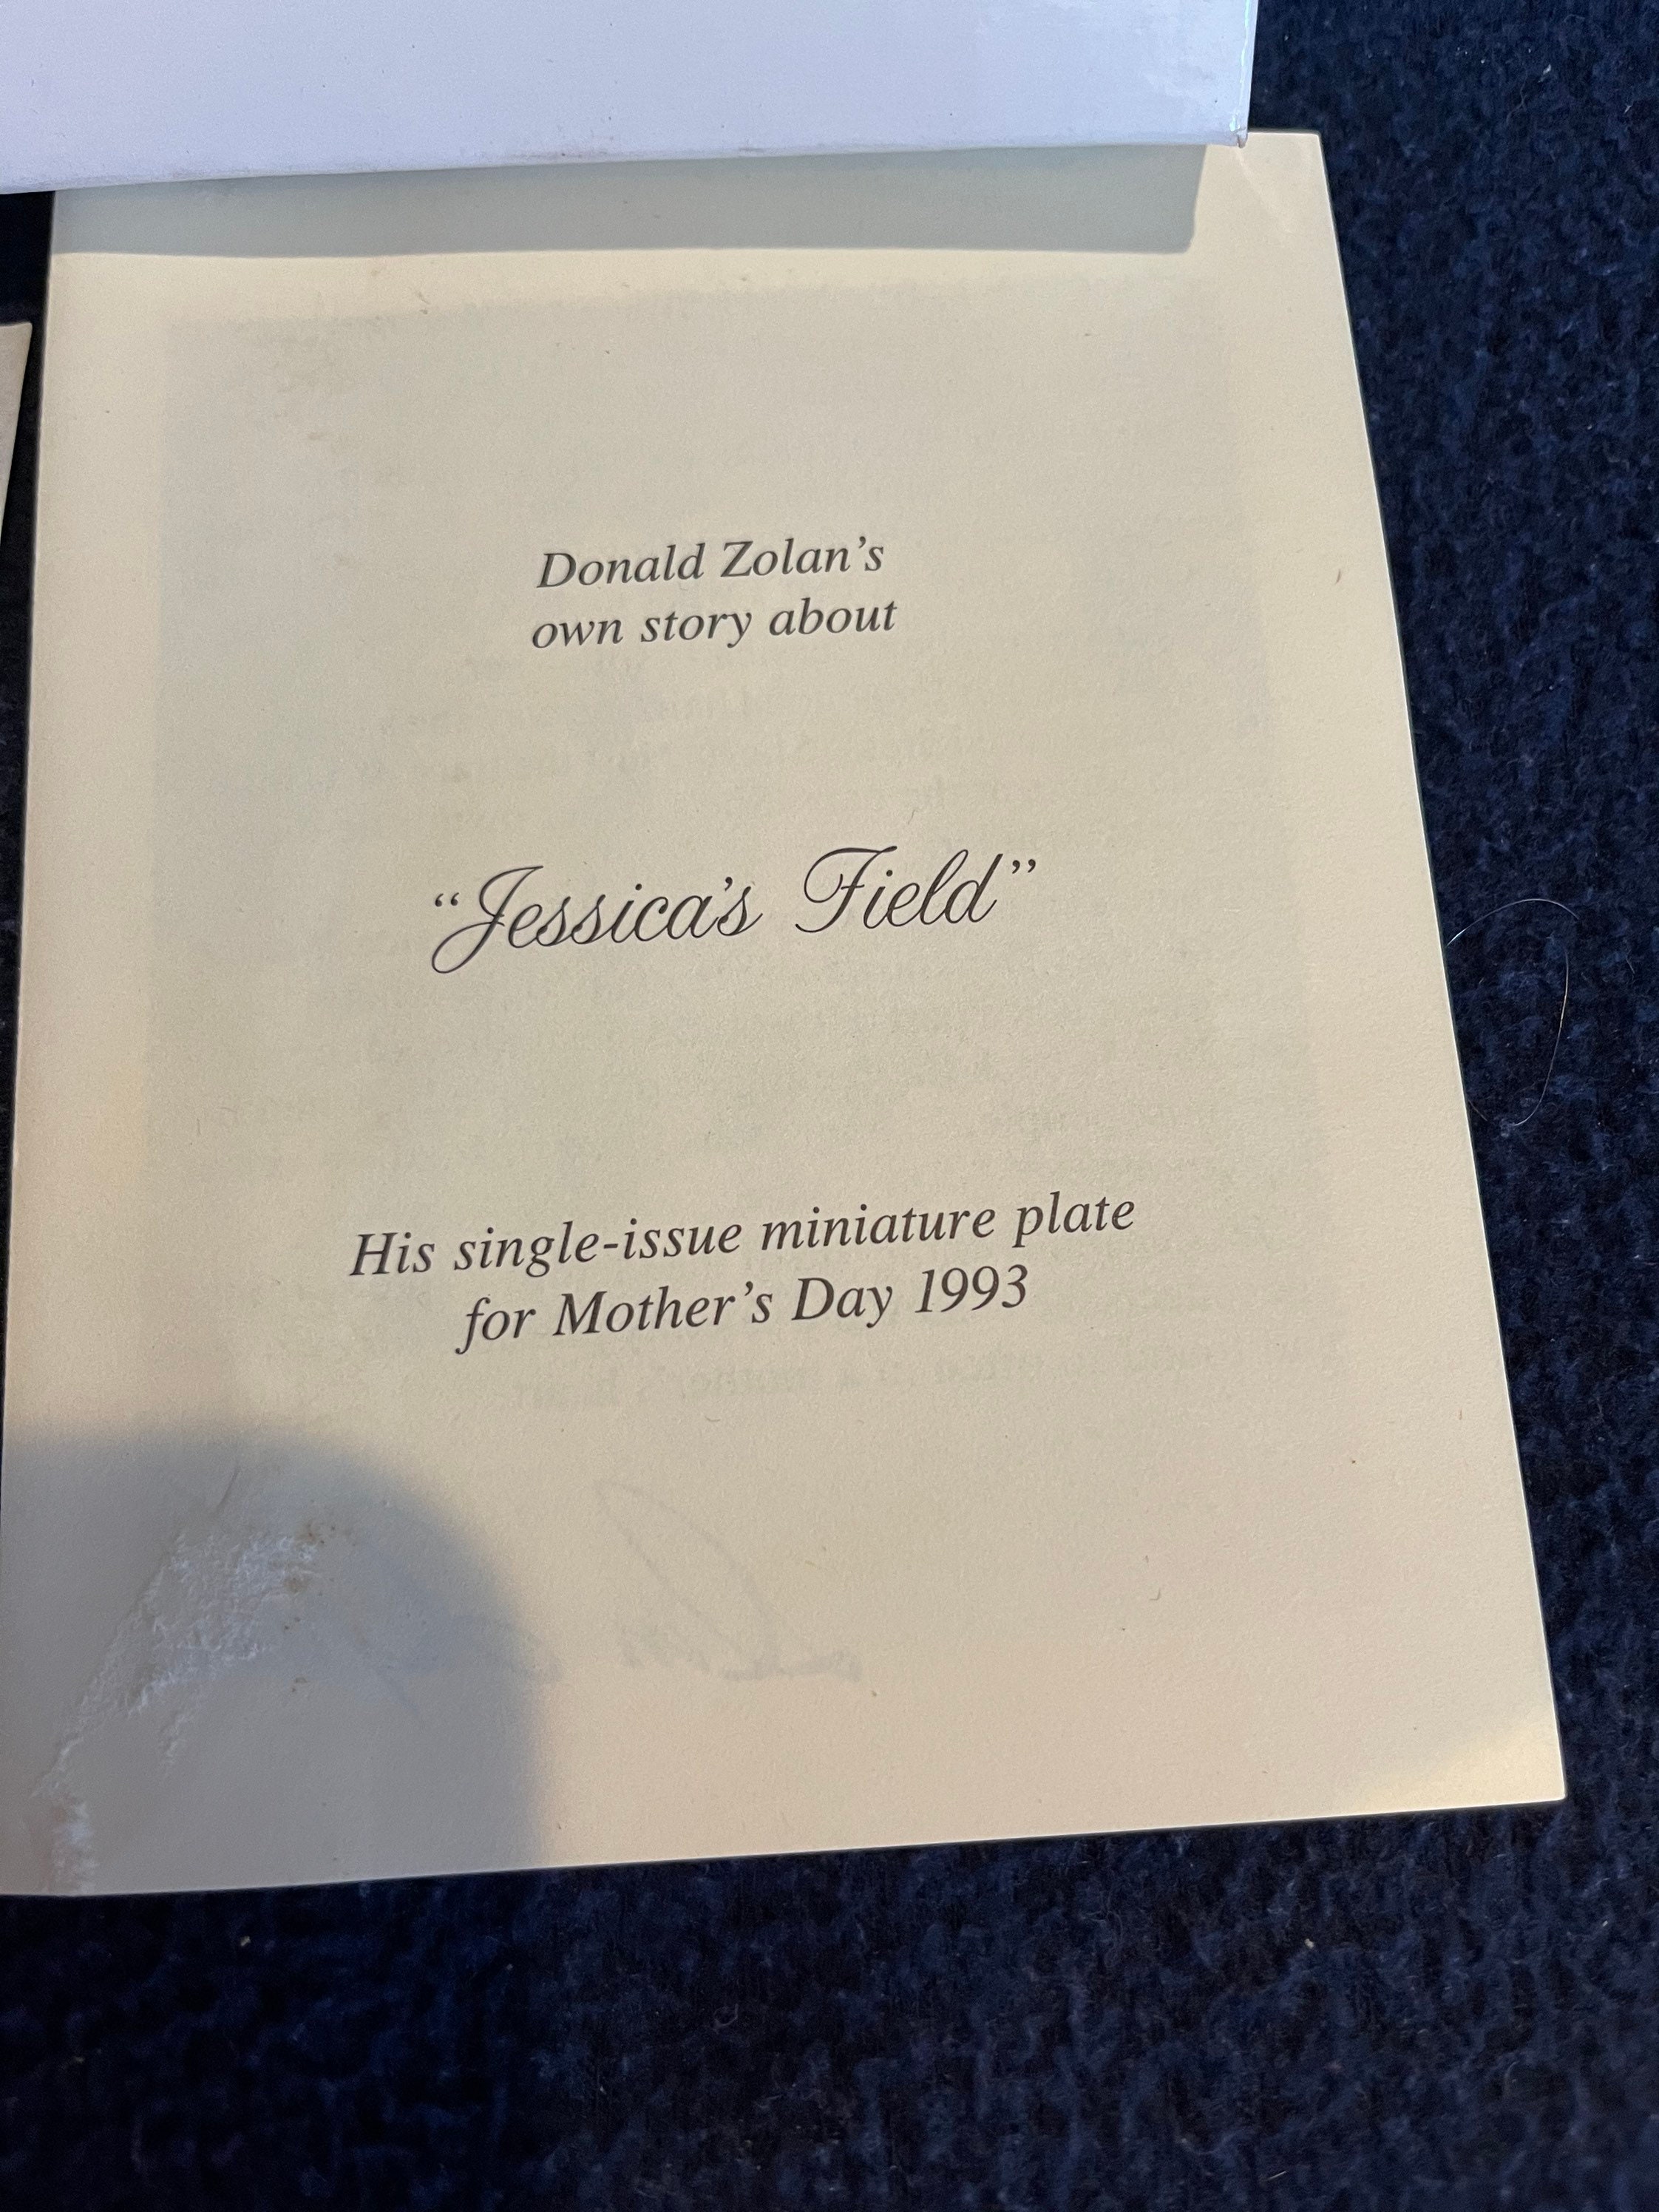 Donald Zolan's
own story about
“Jessica's Field”
His single-issue miniature plate
for Mother's Day 1993